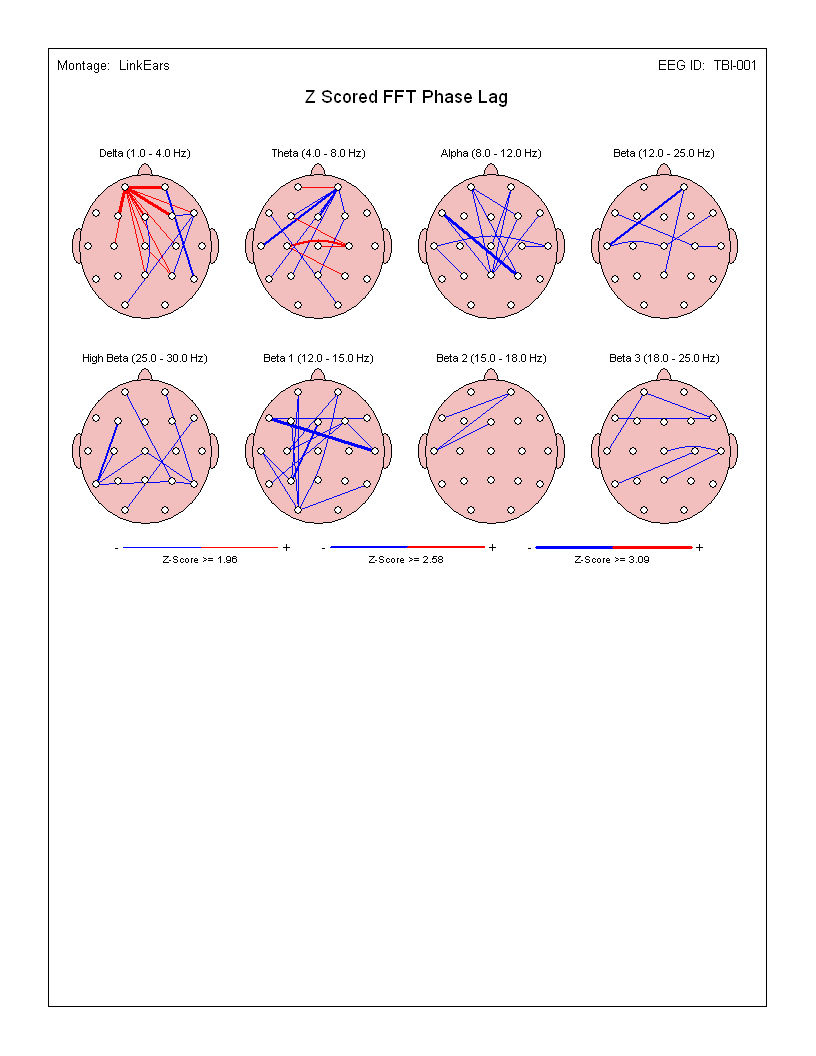 Montage: LinkEars EEG ID: TBI-001
Z Scored FFT Phase Lag
Delta (1.0 - 4.0 Hz) Theta (4.0 - 8.0 Hz) Alpha (8.0 - 12.0 Hz) Beta (12.0 - 25.0 Hz)
High Beta (25.0 - 30.0 Hz) Beta 1 (12.0 - 15.0 Hz) Beta 2 (15.0 - 18.0 Hz) Beta 3 (18.0 - 25.0 Hz)
- + - + - +
Z-Score >= 1.96 Z-Score >= 2.58 Z-Score >= 3.09